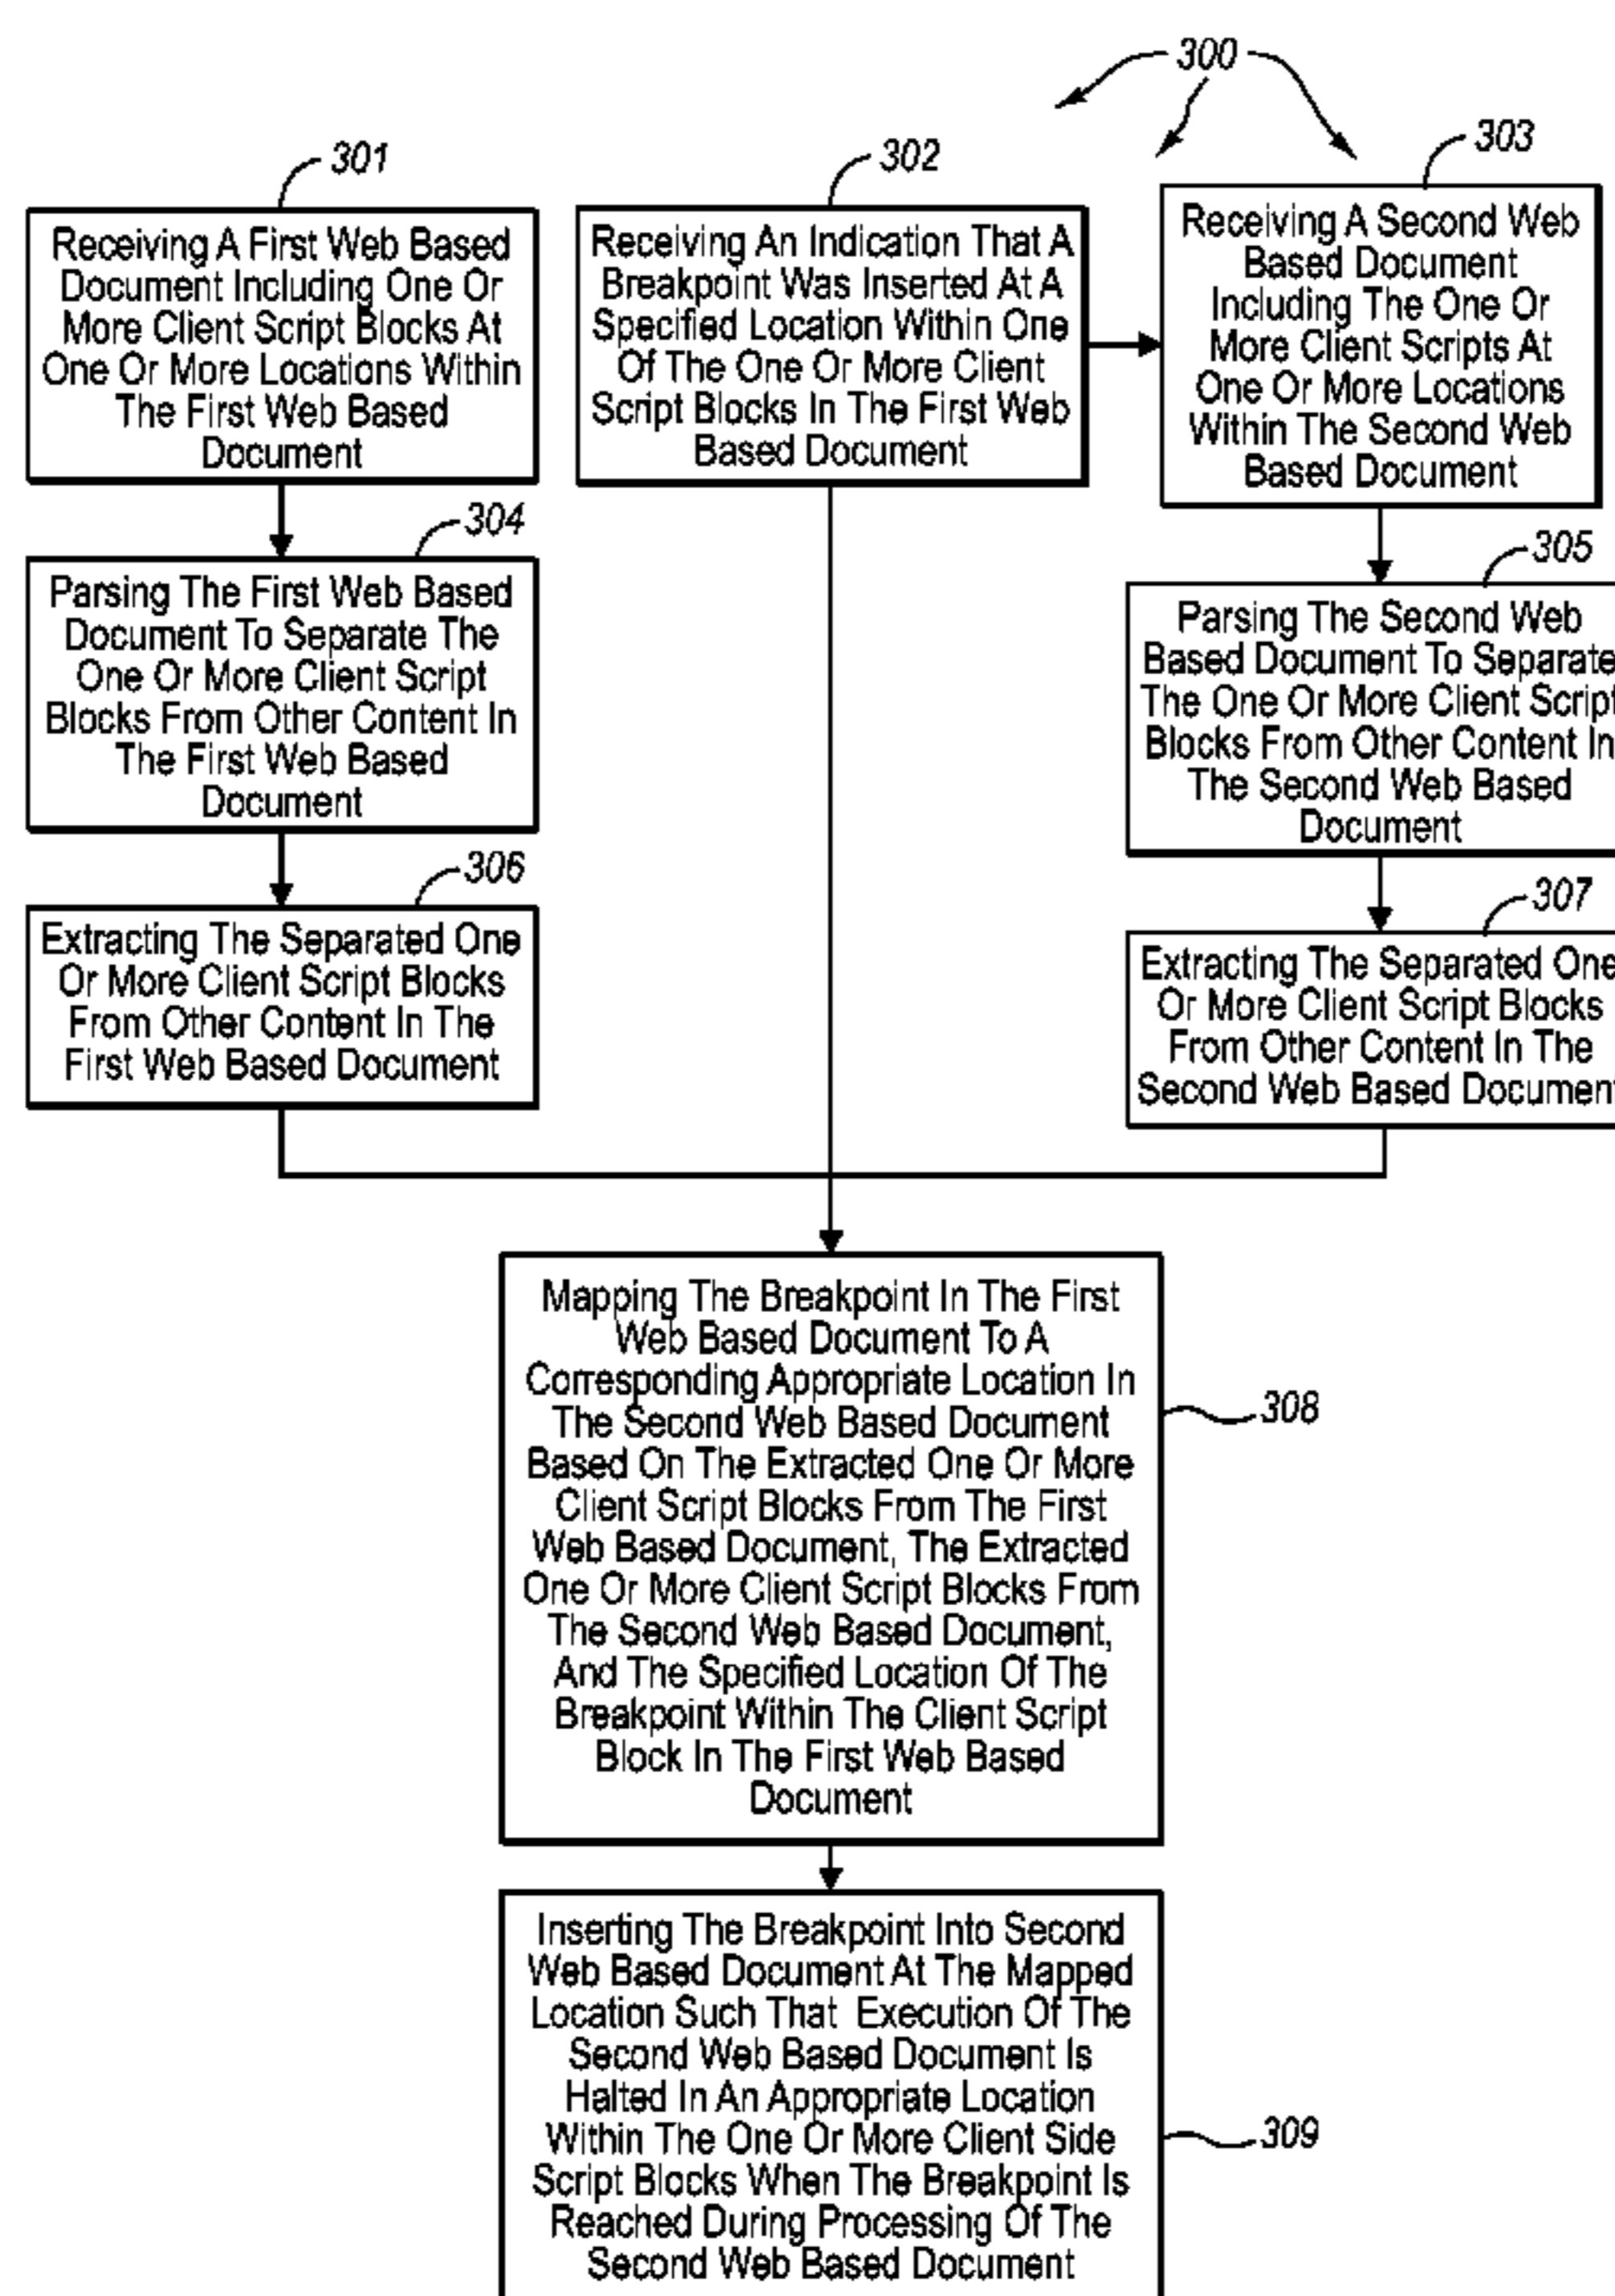 300
301
Receiving A First Web Based
Document Including One Or
More Client Script Blocks At
One Or More Locations Within
The First Web Based
Document
302
Receiving An Indication That A
Breakpoint Was Inserted At A
Specified Location Within One
Of The One Or More Client
Script Blocks In The First Web
Based Document
303
Receiving A Second Web
Based Document
Including The One Or
More Client Scripts At
One Or More Locations
Within The Second Web
Based Document
304
Parsing The First Web Based
Document To Separate The
One Or More Client Script
Blocks From Other Content In
The First Web Based
Document
305
Parsing The Second Web
Based Document To Separate
The One Or More Client Script
Blocks From Other Content In
The Second Web Based
Document
306
Extracting The Separated One
Or More Client Script Blocks
From Other Content In The
First Web Based Document
307
Extracting The Separated One
Or More Client Script Blocks
From Other Content In The
Second Web Based Document
Mapping The Breakpoint In The First
Web Based Document To A
Corresponding Appropriate Location In
The Second Web Based Document
Based On The Extracted One Or More
Client Script Blocks From The First
Web Based Document, The Extracted
One Or More Client Script Blocks From
The Second Web Based Document,
And The Specified Location Of The
Breakpoint Within The Client Script
Block In The First Web Based
Document
308
Inserting The Breakpoint Into Second
Web Based Document At The Mapped
Location Such That Execution Of The
Second Web Based Document Is
Halted In An Appropriate Location
Within The One Or More Client Side
Script Blocks When The Breakpoint Is
Reached During Processing Of The
Second Web Based Document
309